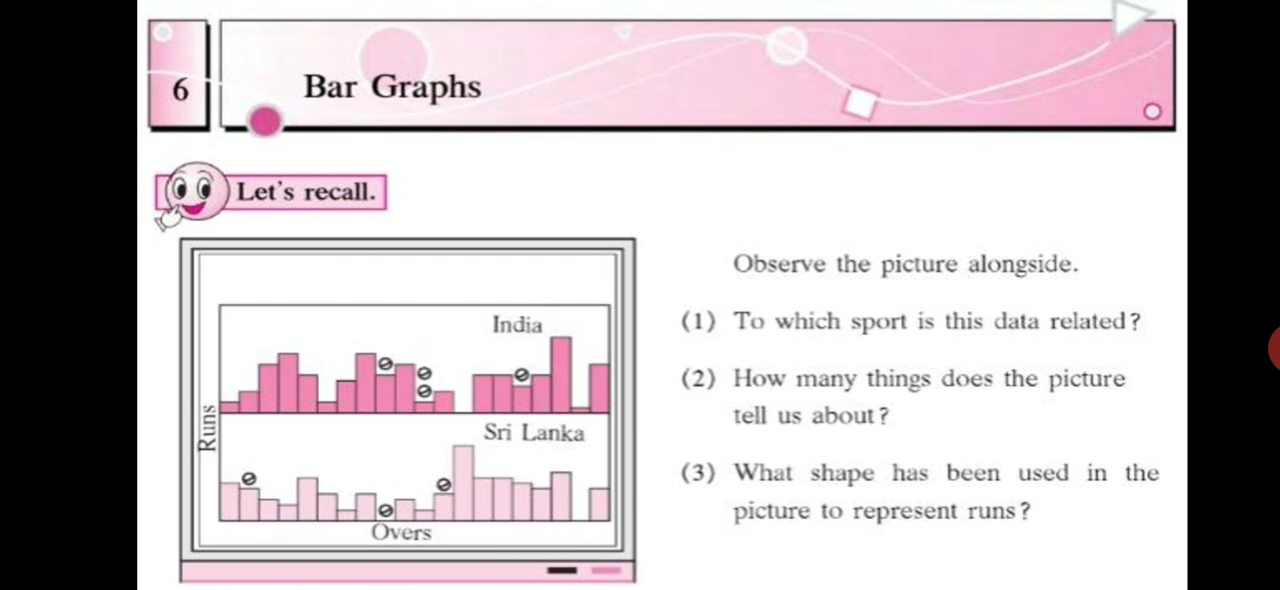 6
Bar Graphs
Let's recall.
India
Runs
Sri Lanka
Overs
Observe the picture alongside.
(1) To which sport is this data related?
(2) How many things does the picture
tell us about?
(3) What shape has been used in the
picture to represent runs?